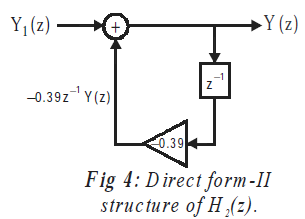 Y₁(z)
+
Y(z)
z⁻¹
–0.39z⁻¹ Y(z)
–0.39
Fig 4: Direct form-II
structure of H₂(z).